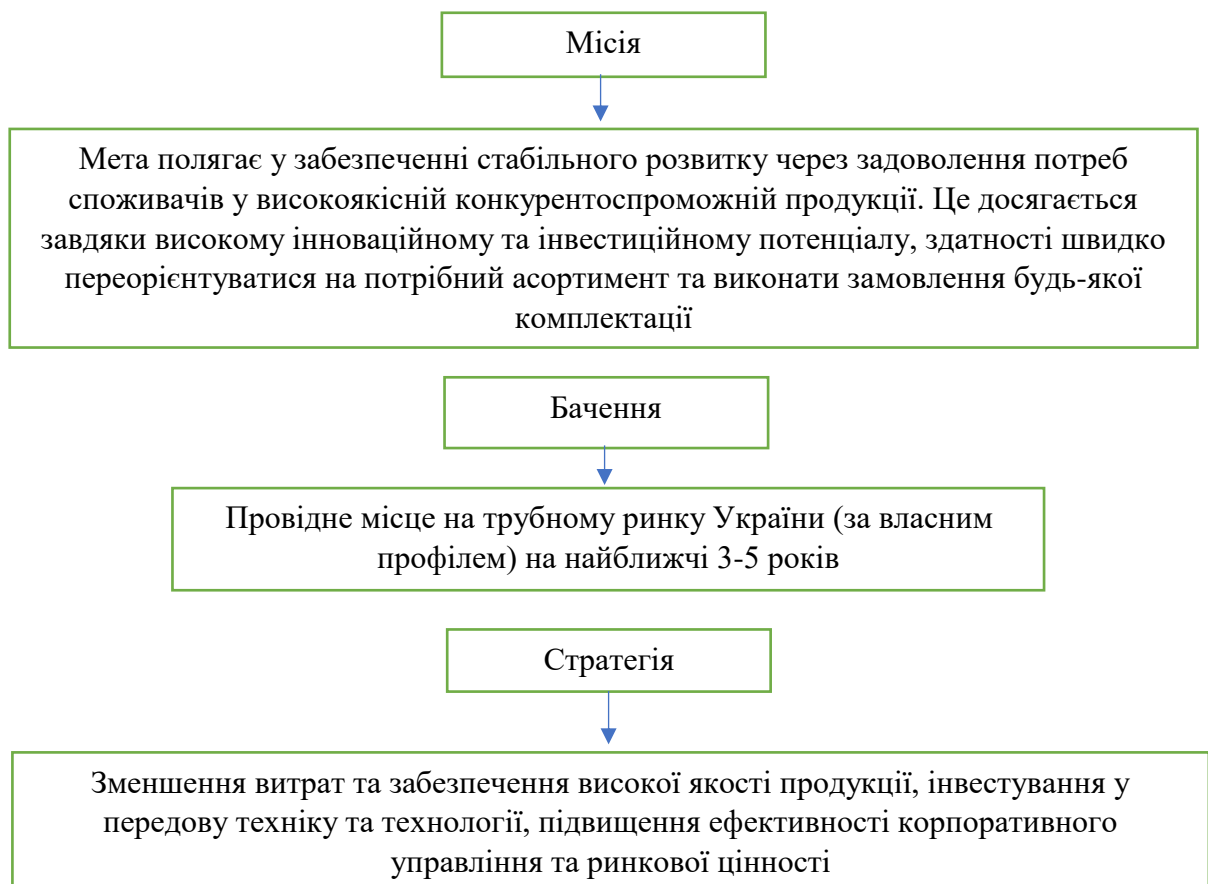 Місія
Мета полягає у забезпеченні стабільного розвитку через задоволення потреб
споживачів у високоякісній конкурентоспроможній продукції. Це досягається
завдяки високому інноваційному та інвестиційному потенціалу, здатності швидко
переорієнтуватися на потрібний асортимент та виконати замовлення будь-якої
комплектації
Бачення
Провідне місце на трубному ринку України (за власним
профілем) на найближчі 3-5 років
Стратегія
Зменшення витрат та забезпечення високої якості продукції, інвестування у
передову техніку та технології, підвищення ефективності корпоративного
управління та ринкової цінності